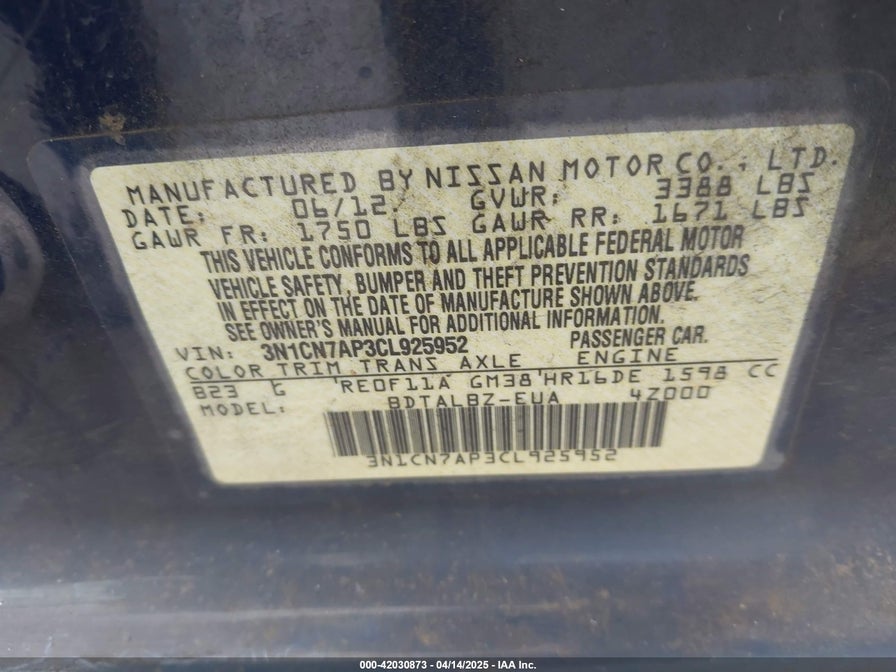 MANUFACTURED BY NISSAN MOTOR CO., LTD.
DATE: 06/12. GVWR: 3388 LBS
GAWR FR: 1750 LBS GAWR RR: 1671 LBS
THIS VEHICLE CONFORMS TO ALL APPLICABLE FEDERAL MOTOR
VEHICLE SAFETY, BUMPER AND THEFT PREVENTION STANDARDS
IN EFFECT ON THE DATE OF MANUFACTURE SHOWN ABOVE.
SEE OWNER'S MANUAL FOR ADDITIONAL INFORMATION.
VIN: 3N1CN7AP3CL925952 PASSENGER CAR.
COLOR TRIM TRANS AXLE ENGINE
B23 G RE0F11A GM38 HR16DE 1598 CC
MODEL: BDTALBZ-EUA 4Z000
3N1CN7AP3CL925952
000-42030873 - 04/14/2025 - IAA Inc.